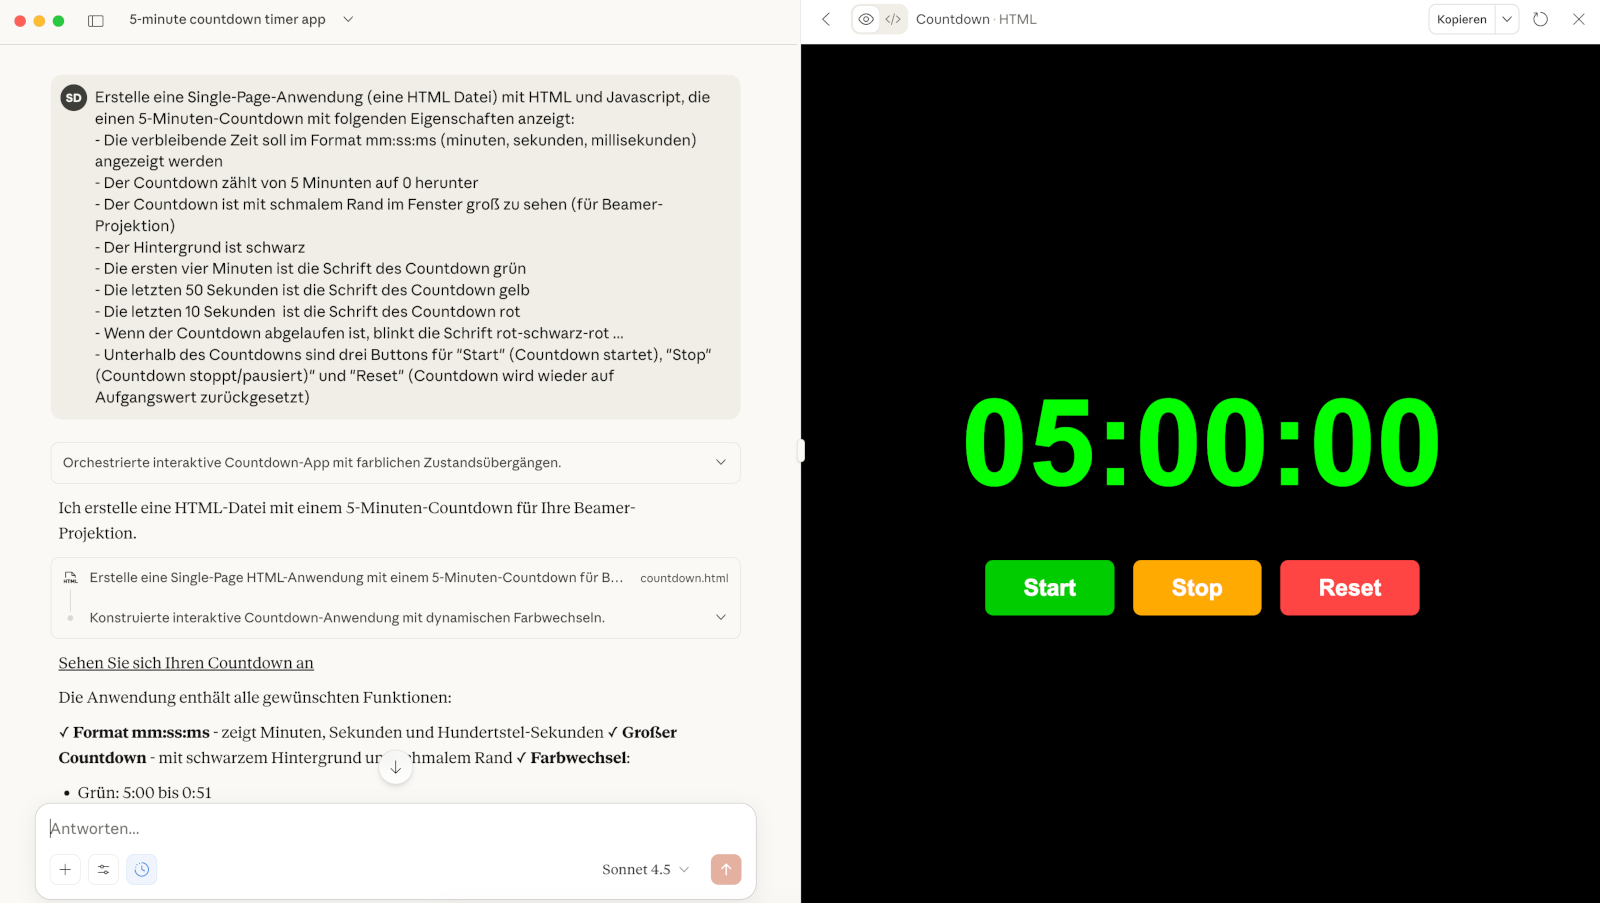 5-minute countdown timer app
Countdown · HTML
Kopieren
SD
Erstelle eine Single-Page-Anwendung (eine HTML Datei) mit HTML und Javascript, die
einen 5-Minuten-Countdown mit folgenden Eigenschaften anzeigt:
- Die verbleibende Zeit soll im Format mm:ss:ms (minuten, sekunden, millisekunden)
angezeigt werden
- Der Countdown zählt von 5 Minunten auf 0 herunter
- Der Countdown ist mit schmalem Rand im Fenster groß zu sehen (für Beamer-
Projektion)
- Der Hintergrund ist schwarz
- Die ersten vier Minuten ist die Schrift des Countdown grün
- Die letzten 50 Sekunden ist die Schrift des Countdown gelb
- Die letzten 10 Sekunden  ist die Schrift des Countdown rot
- Wenn der Countdown abgelaufen ist, blinkt die Schrift rot-schwarz-rot ...
- Unterhalb des Countdowns sind drei Buttons für "Start" (Countdown startet), "Stop"
(Countdown stoppt/pausiert)" und "Reset" (Countdown wird wieder auf
Aufgangswert zurückgesetzt)
Orchestrierte interaktive Countdown-App mit farblichen Zustandsübergängen.
Ich erstelle eine HTML-Datei mit einem 5-Minuten-Countdown für Ihre Beamer-
Projektion.
HTML
Erstelle eine Single-Page HTML-Anwendung mit einem 5-Minuten-Countdown für B... countdown.html
Konstruierte interaktive Countdown-Anwendung mit dynamischen Farbwechseln.
Sehen Sie sich Ihren Countdown an
Die Anwendung enthält alle gewünschten Funktionen:
✓ Format mm:ss:ms - zeigt Minuten, Sekunden und Hundertstel-Sekunden ✓ Großer
Countdown - mit schwarzem Hintergrund schmalem Rand ✓ Farbwechsel:
• Grün: 5:00 bis 0:51
Antworten...
Sonnet 4.5
05:00:00
Start
Stop
Reset